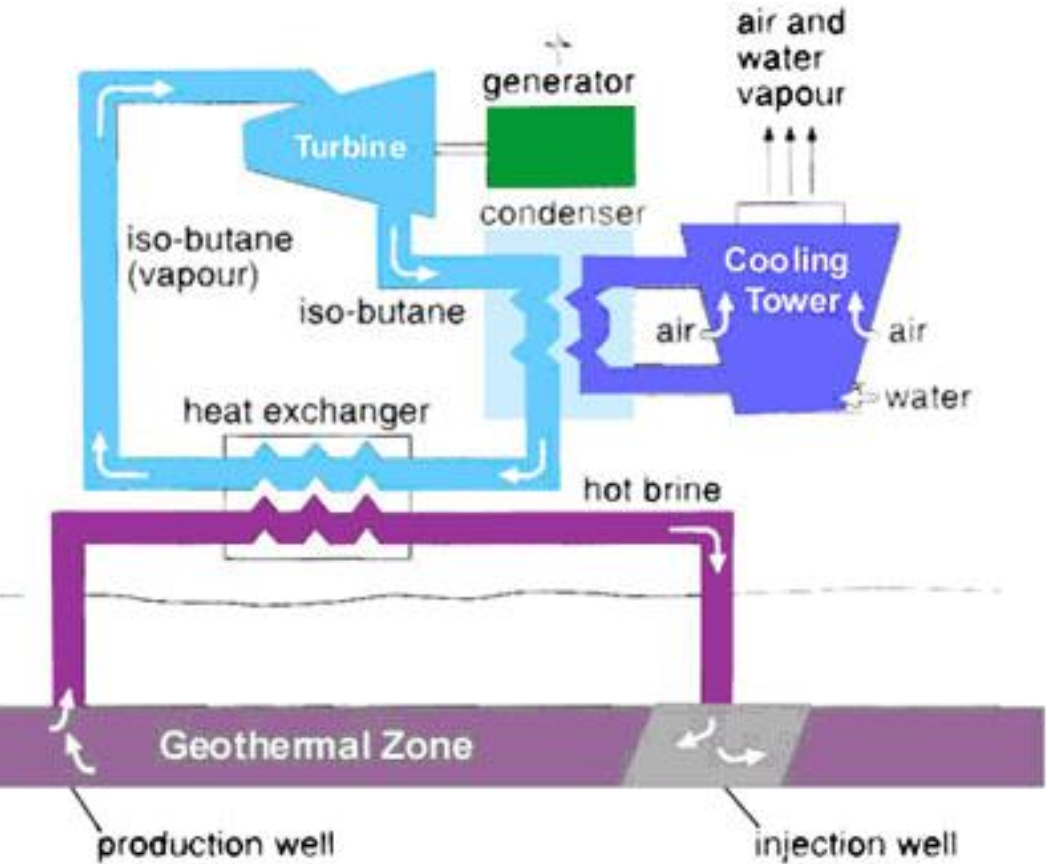 air and
water
vapour
generator
Turbine
condenser
iso-butane
(vapour)
Cooling
Tower
iso-butane
air
air
water
heat exchanger
hot brine
Geothermal Zone
production well
injection well